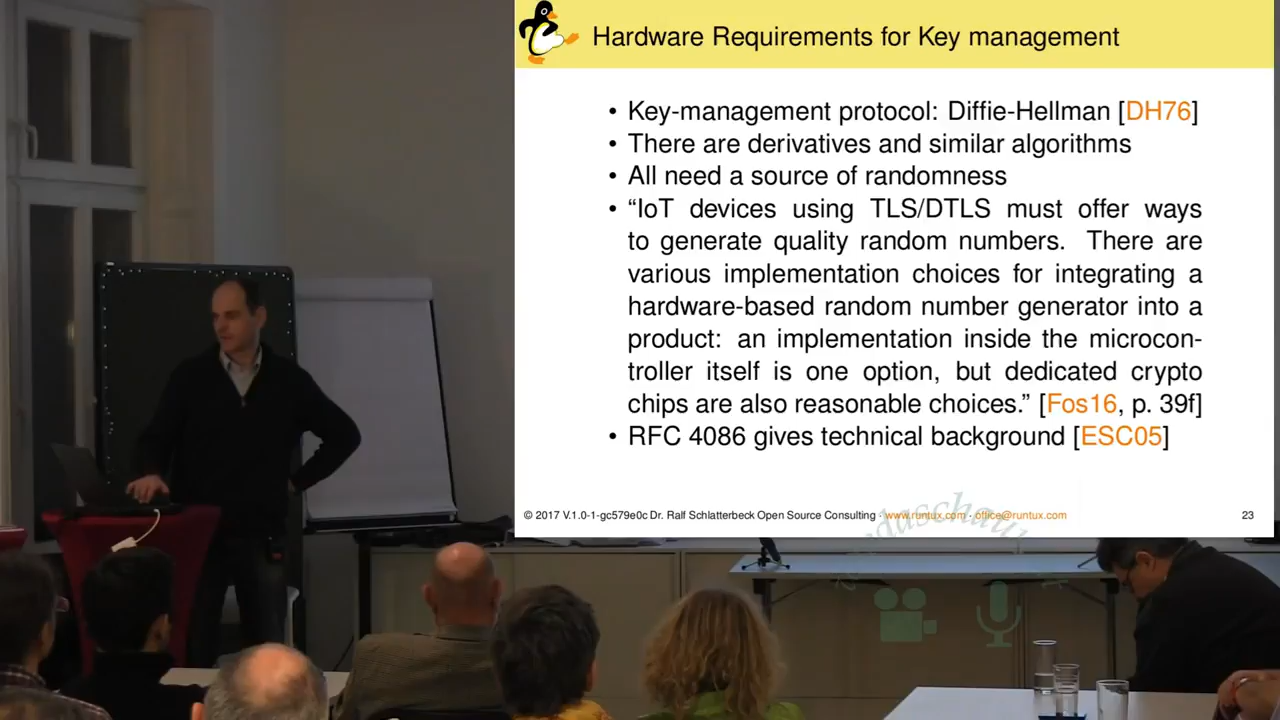 Hardware Requirements for Key management
• Key-management protocol: Diffie-Hellman [DH76]
• There are derivatives and similar algorithms
• All need a source of randomness
• “IoT devices using TLS/DTLS must offer ways
to generate quality random numbers. There are
various implementation choices for integrating a
hardware-based random number generator into a
product: an implementation inside the microcon-
troller itself is one option, but dedicated crypto
chips are also reasonable choices.” [Fos16, p. 39f]
• RFC 4086 gives technical background [ESC05]
© 2017 V.1.0-1-gc579e0c Dr. Ralf Schlatterbeck Open Source Consulting · www.runtux.com · office@runtux.com
23